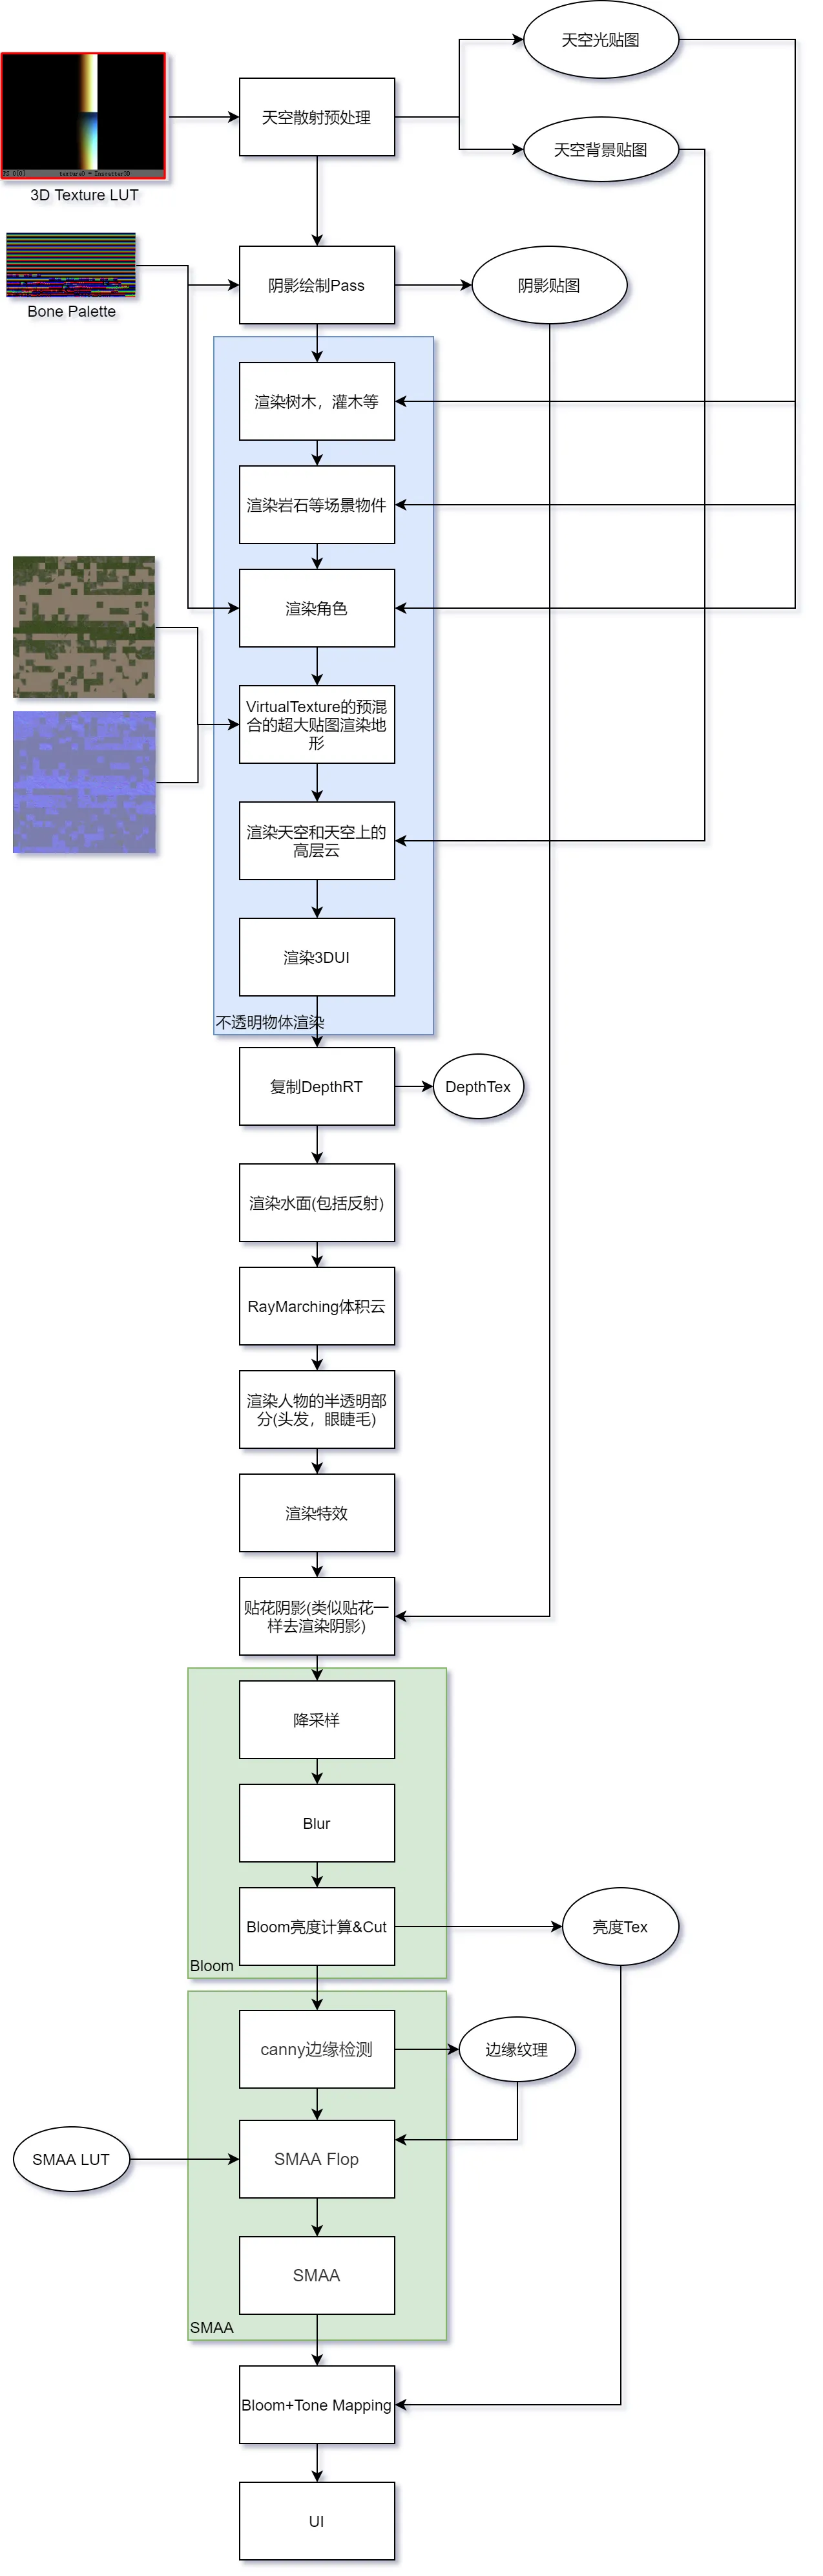 天空光贴图
天空散射预处理
天空背景贴图
PS 0[0] texture0 - Inscatter3D
3D Texture LUT
阴影绘制Pass
阴影贴图
Bone Palette
渲染树木，灌木等
渲染岩石等场景物件
渲染角色
VirtualTexture的预混
合的超大贴图渲染地
形
渲染天空和天空上的
高层云
渲染3DUI
不透明物体渲染
复制DepthRT
DepthTex
渲染水面(包括反射)
RayMarching体积云
渲染人物的半透明部
分(头发，眼睫毛)
渲染特效
贴花阴影(类似贴花一
样去渲染阴影)
降采样
Blur
Bloom亮度计算&Cut
亮度Tex
Bloom
canny边缘检测
边缘纹理
SMAA LUT
SMAA Flop
SMAA
SMAA
Bloom+Tone Mapping
UI